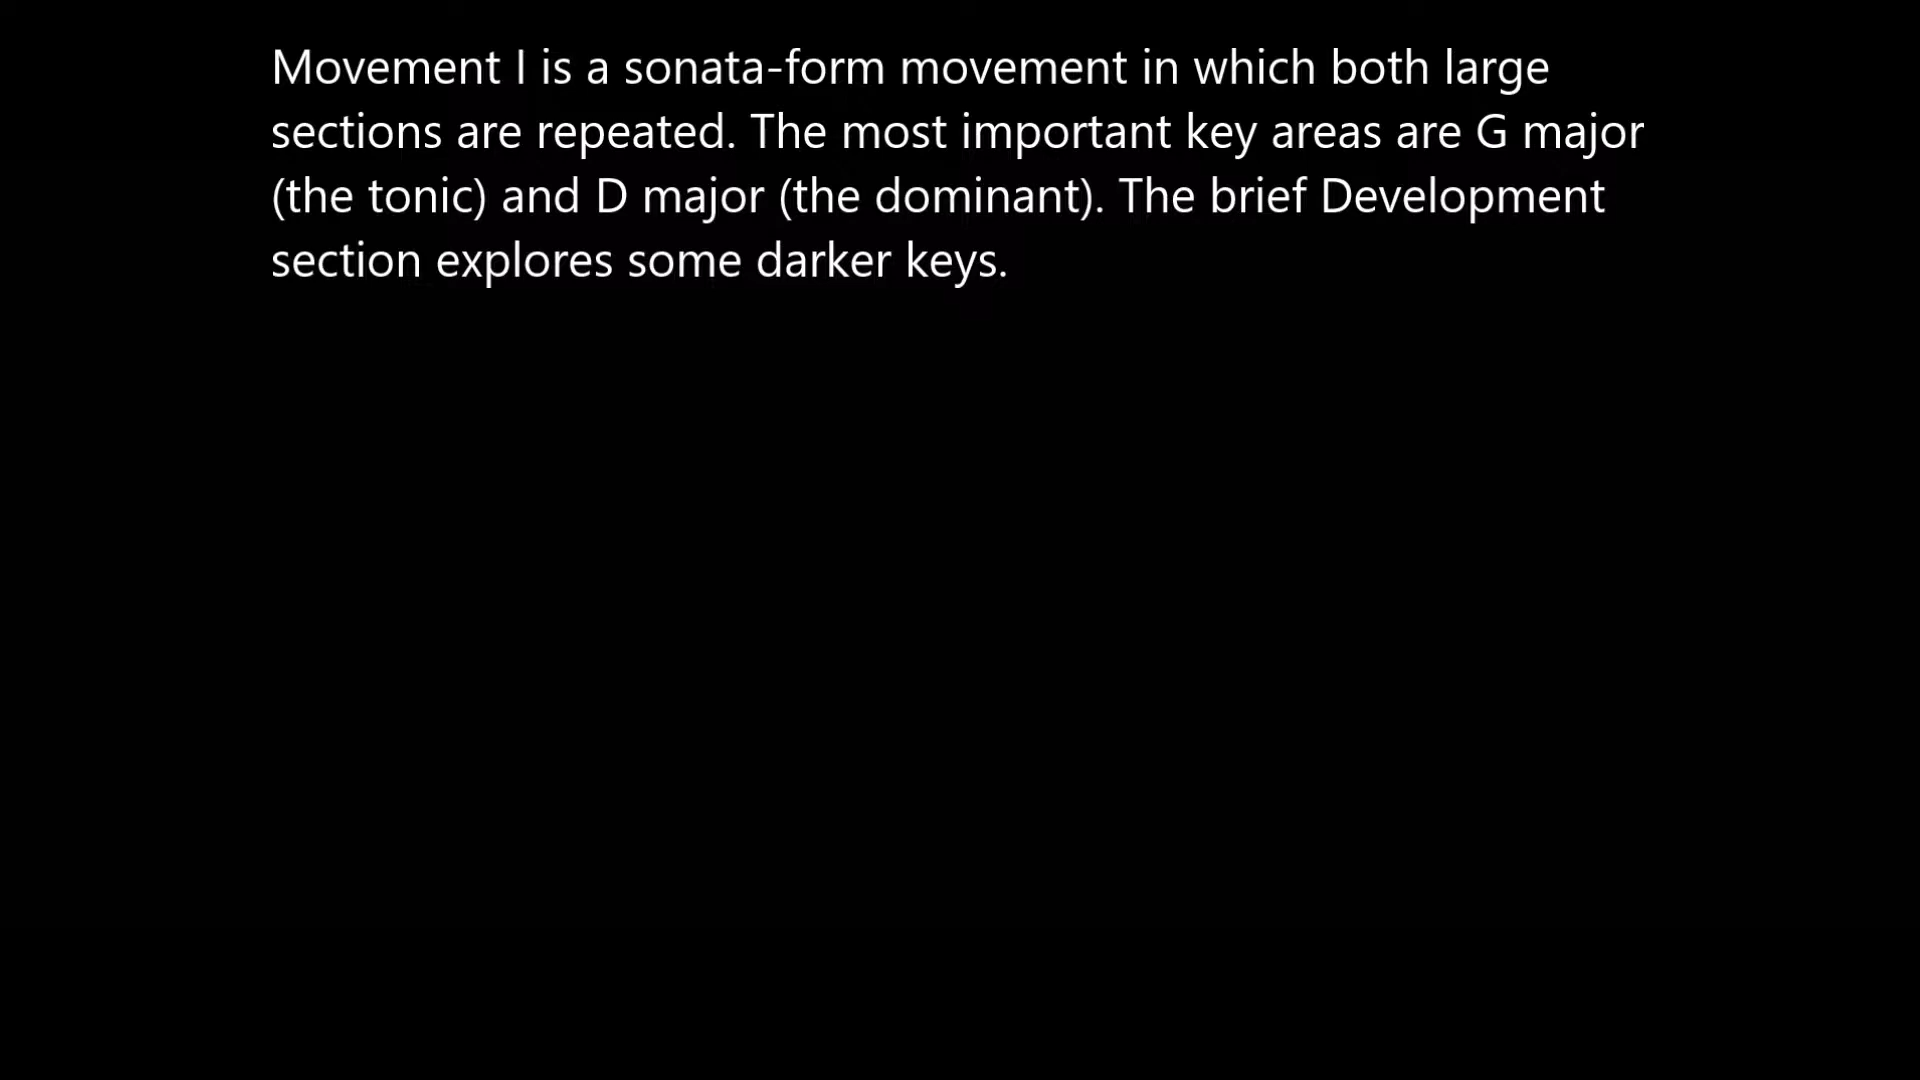 Movement I is a sonata-form movement in which both large
sections are repeated. The most important key areas are G major
(the tonic) and D major (the dominant). The brief Development
section explores some darker keys.